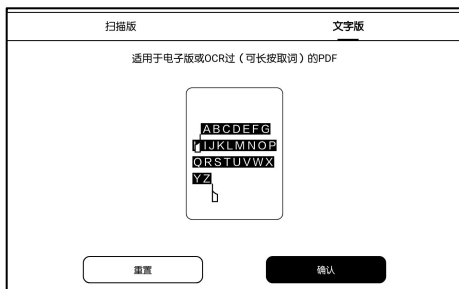 扫描版
文字版
适用于电子版或OCR过（可长按取词）的PDF
ABCDEFG
IJKLMNOP
QRSTUVWX
YZ
重置
确认